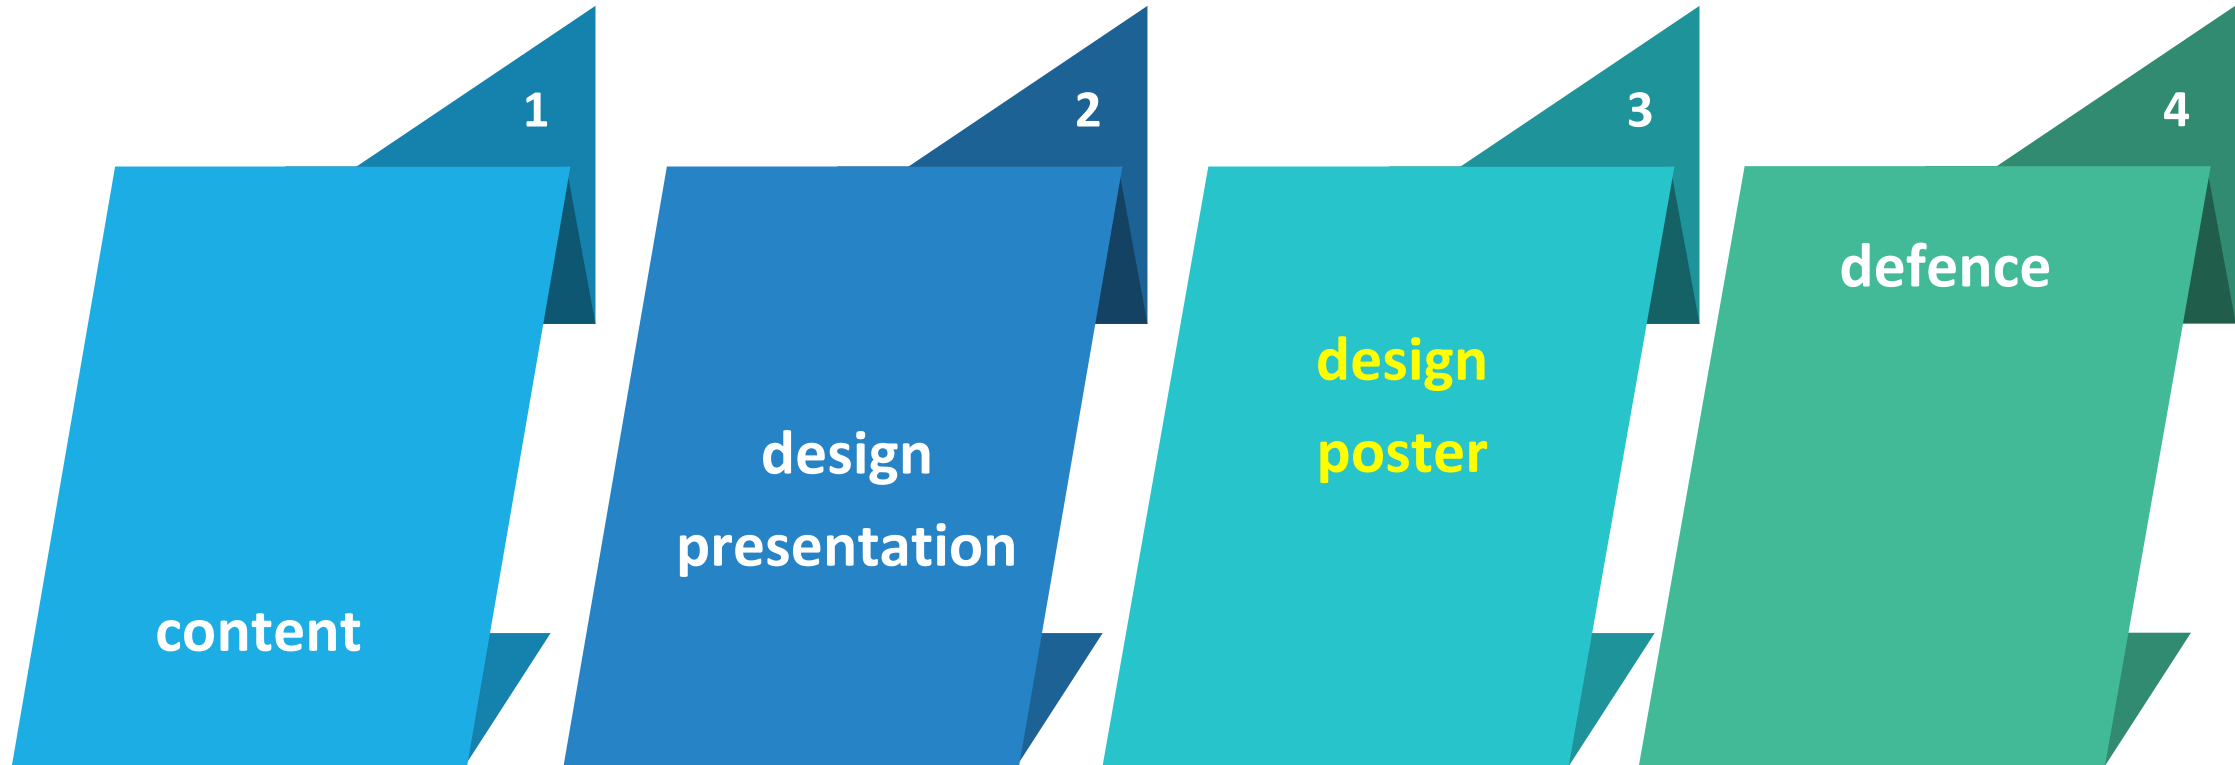 1
content
2
design
presentation
3
design
poster
4
defence